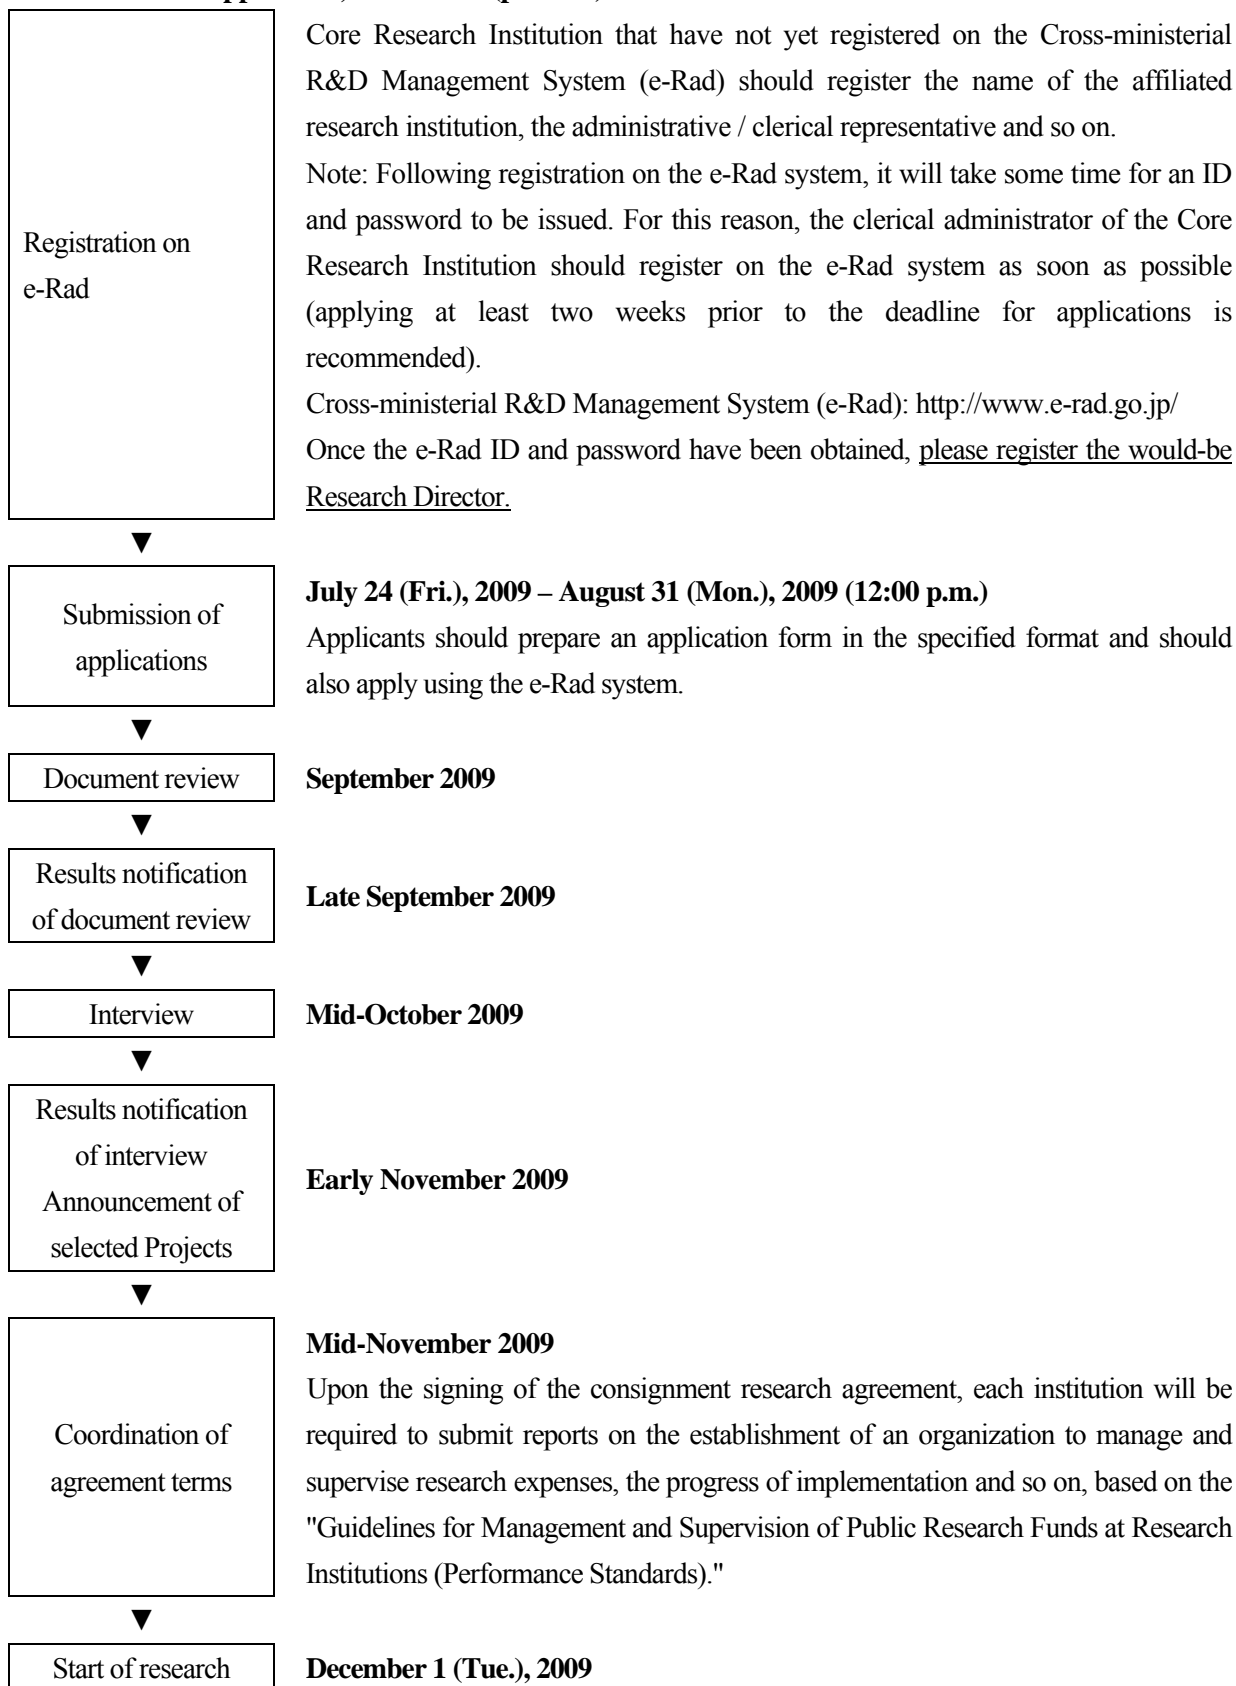 Core Research Institution that have not yet registered on the Cross-ministerial
R&D Management System (e-Rad) should register the name of the affiliated
research institution, the administrative / clerical representative and so on.
Note: Following registration on the e-Rad system, it will take some time for an ID
and password to be issued. For this reason, the clerical administrator of the Core
Registration on
e-Rad
Research Institution should register on the e-Rad system as soon as possible
(applying at least two weeks prior to the deadline for applications is
recommended).
Cross-ministerial R&D Management System (e-Rad): http://www.e-rad.go.jp/
Once the e-Rad ID and password have been obtained, please register the would-be
Research Director.
▼
Submission of
applications
July 24 (Fri.), 2009 – August 31 (Mon.), 2009 (12:00 p.m.)
Applicants should prepare an application form in the specified format and should
also apply using the e-Rad system.
▼
Document review
September 2009
▼
Results notification
of document review
Late September 2009
▼
Interview
Mid-October 2009
▼
Results notification
of interview
Announcement of
selected Projects
Early November 2009
▼
Coordination of
agreement terms
Mid-November 2009
Upon the signing of the consignment research agreement, each institution will be
required to submit reports on the establishment of an organization to manage and
supervise research expenses, the progress of implementation and so on, based on the
"Guidelines for Management and Supervision of Public Research Funds at Research
Institutions (Performance Standards)."
▼
Start of research
December 1 (Tue.), 2009